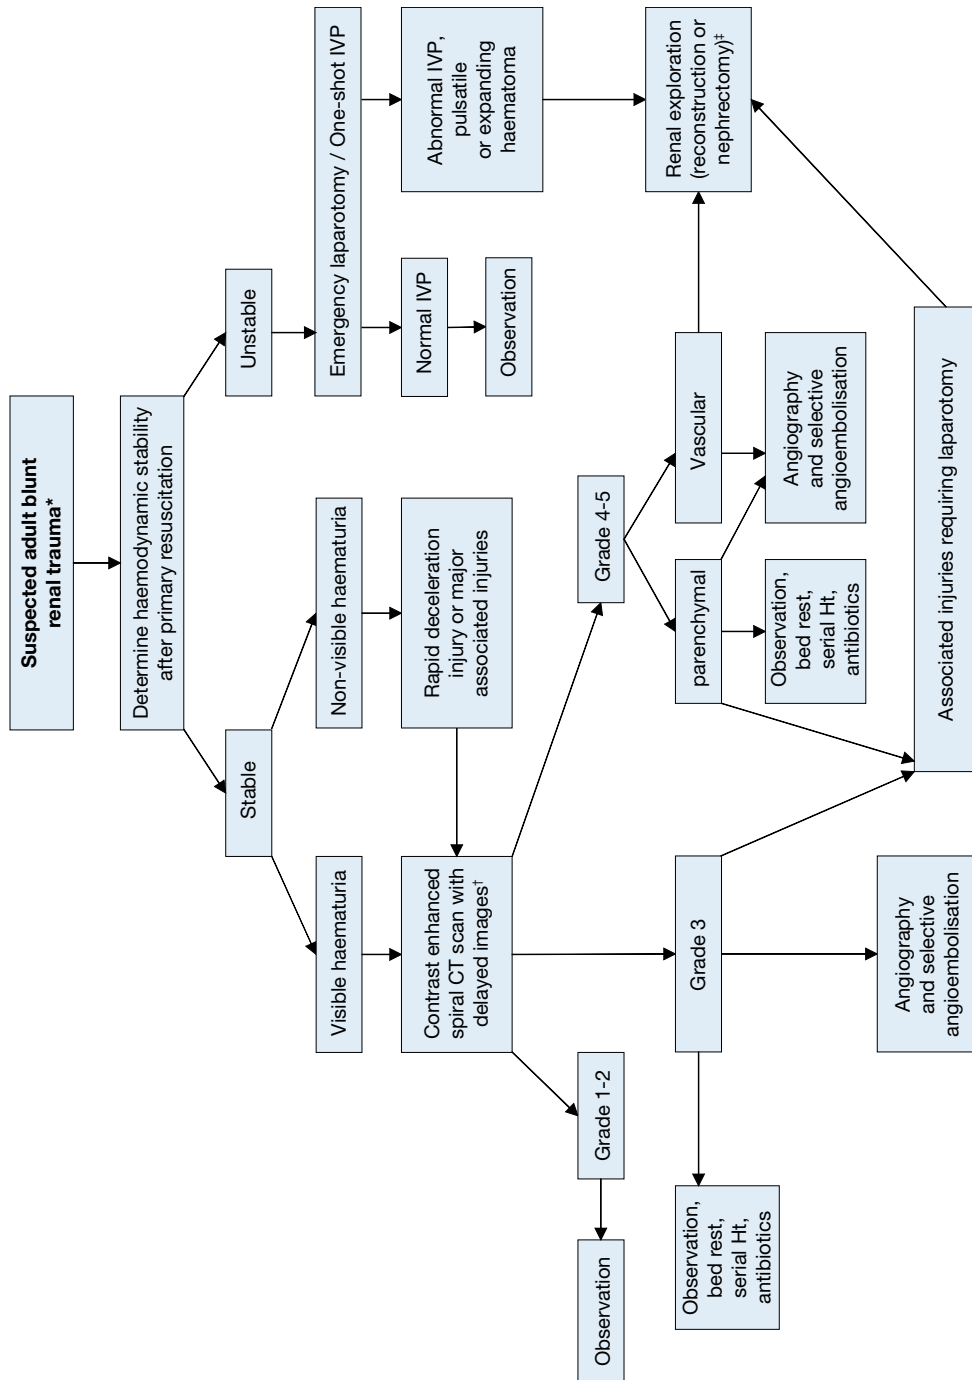 Suspected adult blunt
renal trauma*
Determine haemodynamic stability
after primary resuscitation
Stable
Unstable
Visible haematuria
Non-visible haematuria
Emergency laparotomy / One-shot IVP
Contrast enhanced
spiral CT scan with
delayed images†
Rapid deceleration
injury or major
associated injuries
Normal IVP
Abnormal IVP,
pulsatile
or expanding
haematoma
Observation
Observation
Grade 1-2
Grade 4-5
Observation,
bed rest,
serial Ht,
antibiotics
Grade 3
parenchymal
Vascular
Renal exploration
(reconstruction or
nephrectomy)‡
Observation,
bed rest,
serial Ht,
antibiotics
Angiography
and selective
angioembolisation
Angiography
and selective
angioembolisation
Associated injuries requiring laparotomy